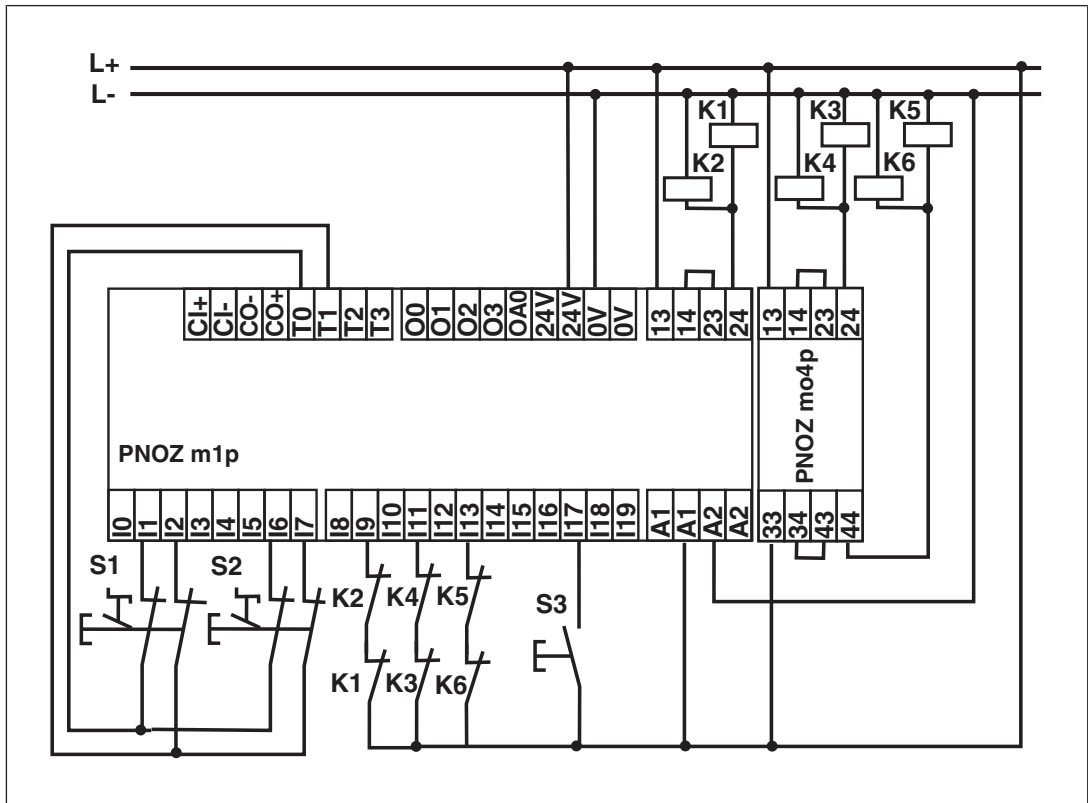 L+
L-
K1
K3
K5
K2
K4
K6
CI+
CI-
CO-
CO+
T0
T1
T2
T3
O0
O1
O2
O3
OA0
24V
24V
0V
0V
13
14
23
24
13
14
23
24
PNOZ m1p
PNOZ mo4p
I0
I1
I2
I3
I4
I5
I6
I7
I8
I9
I10
I11
I12
I13
I14
I15
I16
I17
I18
I19
A1
A1
A2
A2
33
34
43
44
S1
S2
K2
K4
K5
S3
K1
K3
K6